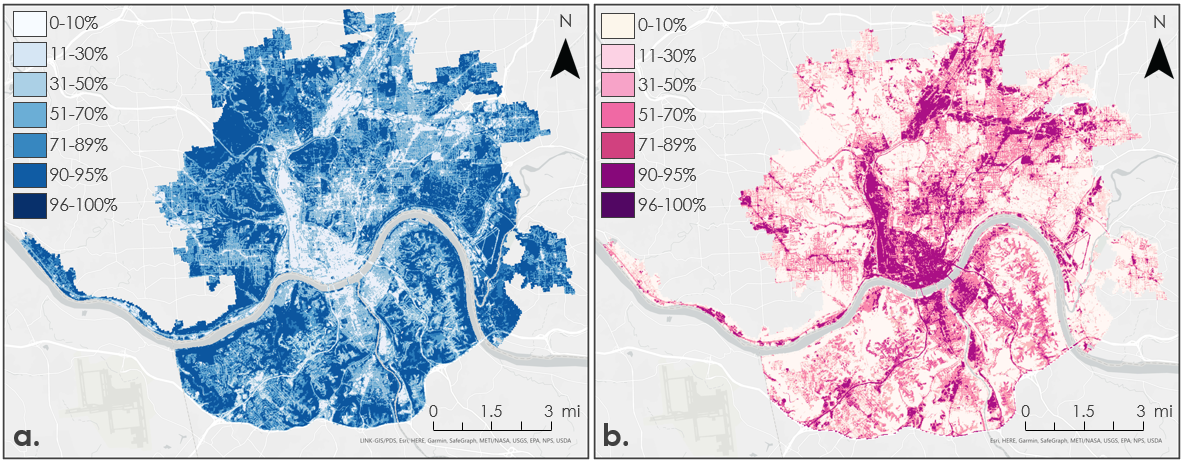 0-10%
11-30%
31-50%
51-70%
71-89%
90-95%
96-100%
N
0 1.5 3 mi
a.
LINK-GIS/PDS, Esri, HERE, Garmin, SafeGraph, METI/NASA, USGS, EPA, NPS, USDA
0-10%
11-30%
31-50%
51-70%
71-89%
90-95%
96-100%
N
0 1.5 3 mi
b.
Esri, HERE, Garmin, SafeGraph, METI/NASA, USGS, EPA, NPS, USDA